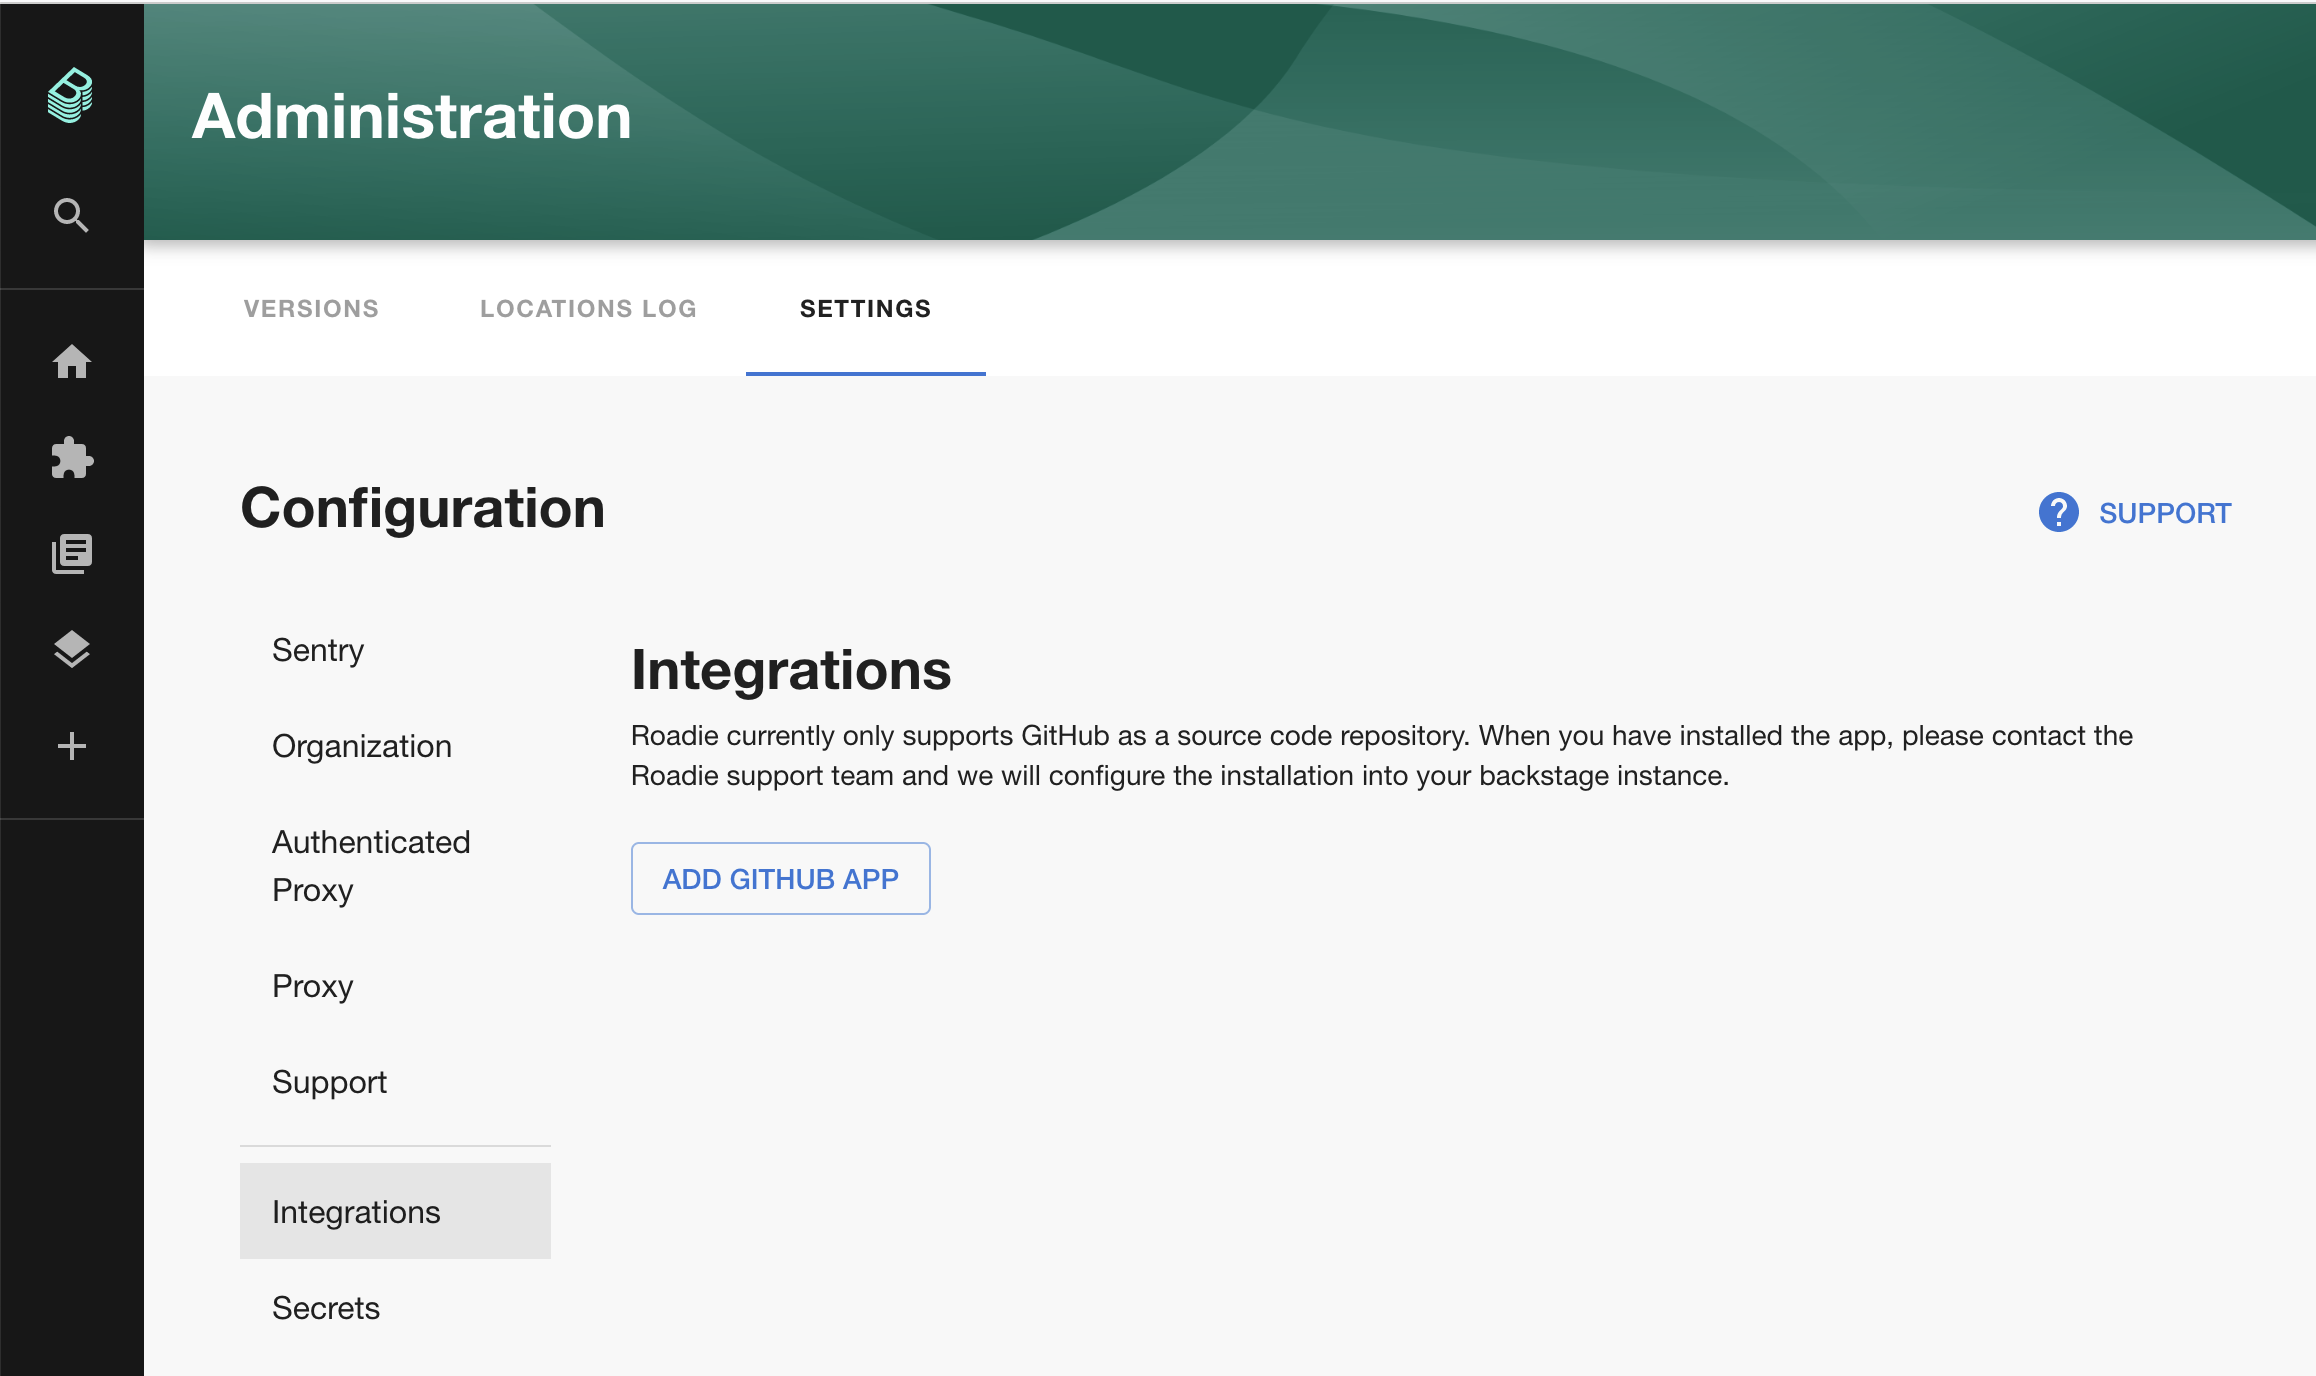 Administration
VERSIONS
LOCATIONS LOG
SETTINGS
Configuration
SUPPORT
Sentry
Organization
Authenticated
Proxy
Proxy
Support
Integrations
Secrets
Integrations
Roadie currently only supports GitHub as a source code repository. When you have installed the app, please contact the
Roadie support team and we will configure the installation into your backstage instance.
ADD GITHUB APP